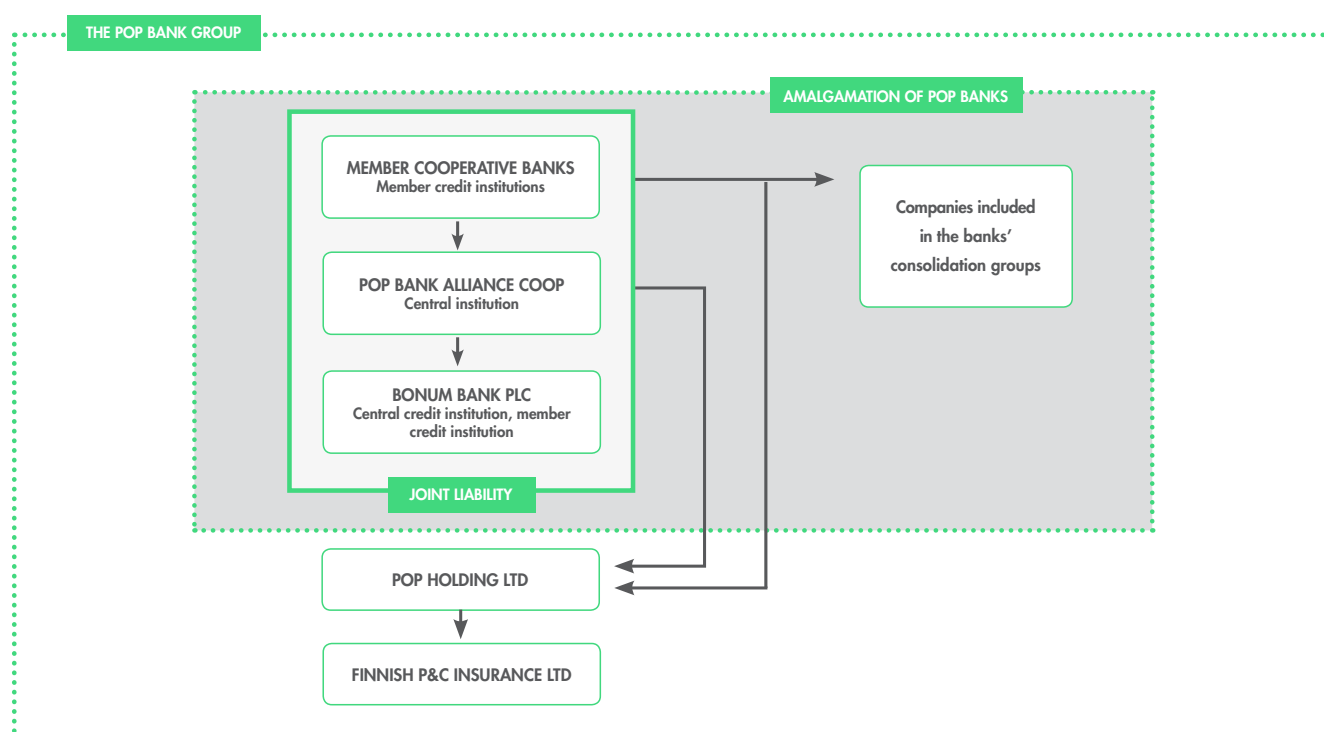 THE POP BANK GROUP
AMALGAMATION OF POP BANKS
MEMBER COOPERATIVE BANKS
Member credit institutions
POP BANK ALLIANCE COOP
Central institution
BONUM BANK PLC
Central credit institution, member
credit institution
JOINT LIABILITY
Companies included
in the banks’
consolidation groups
POP HOLDING LTD
FINNISH P&C INSURANCE LTD